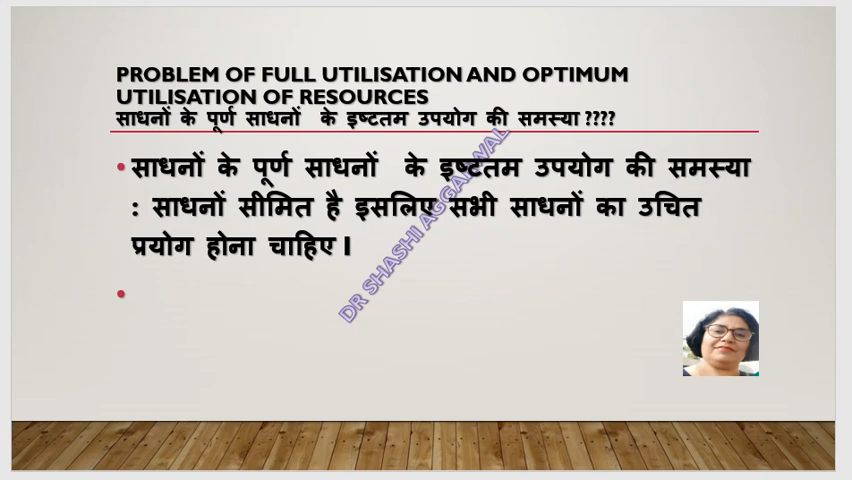 PROBLEM OF FULL UTILISATION AND OPTIMUM
UTILISATION OF RESOURCES
साधनों के पूर्ण साधनों के इष्टतम उपयोग की समस्या ????
• साधनों के पूर्ण साधनों के इष्टतम उपयोग की समस्या
: साधनों सीमित है इसलिए सभी साधनों का उचित
प्रयोग होना चाहिए I
DR SHASHI AGGARWAL